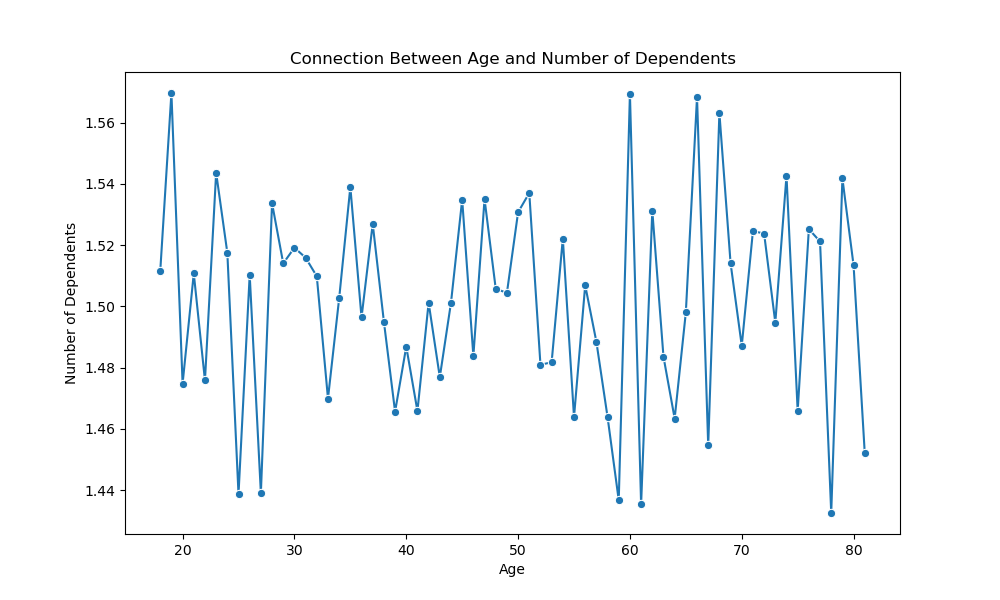 Connection Between Age and Number of Dependents
Number of Dependents
1.56
1.54
1.52
1.50
1.48
1.46
1.44
20 30 40 50 60 70 80
Age